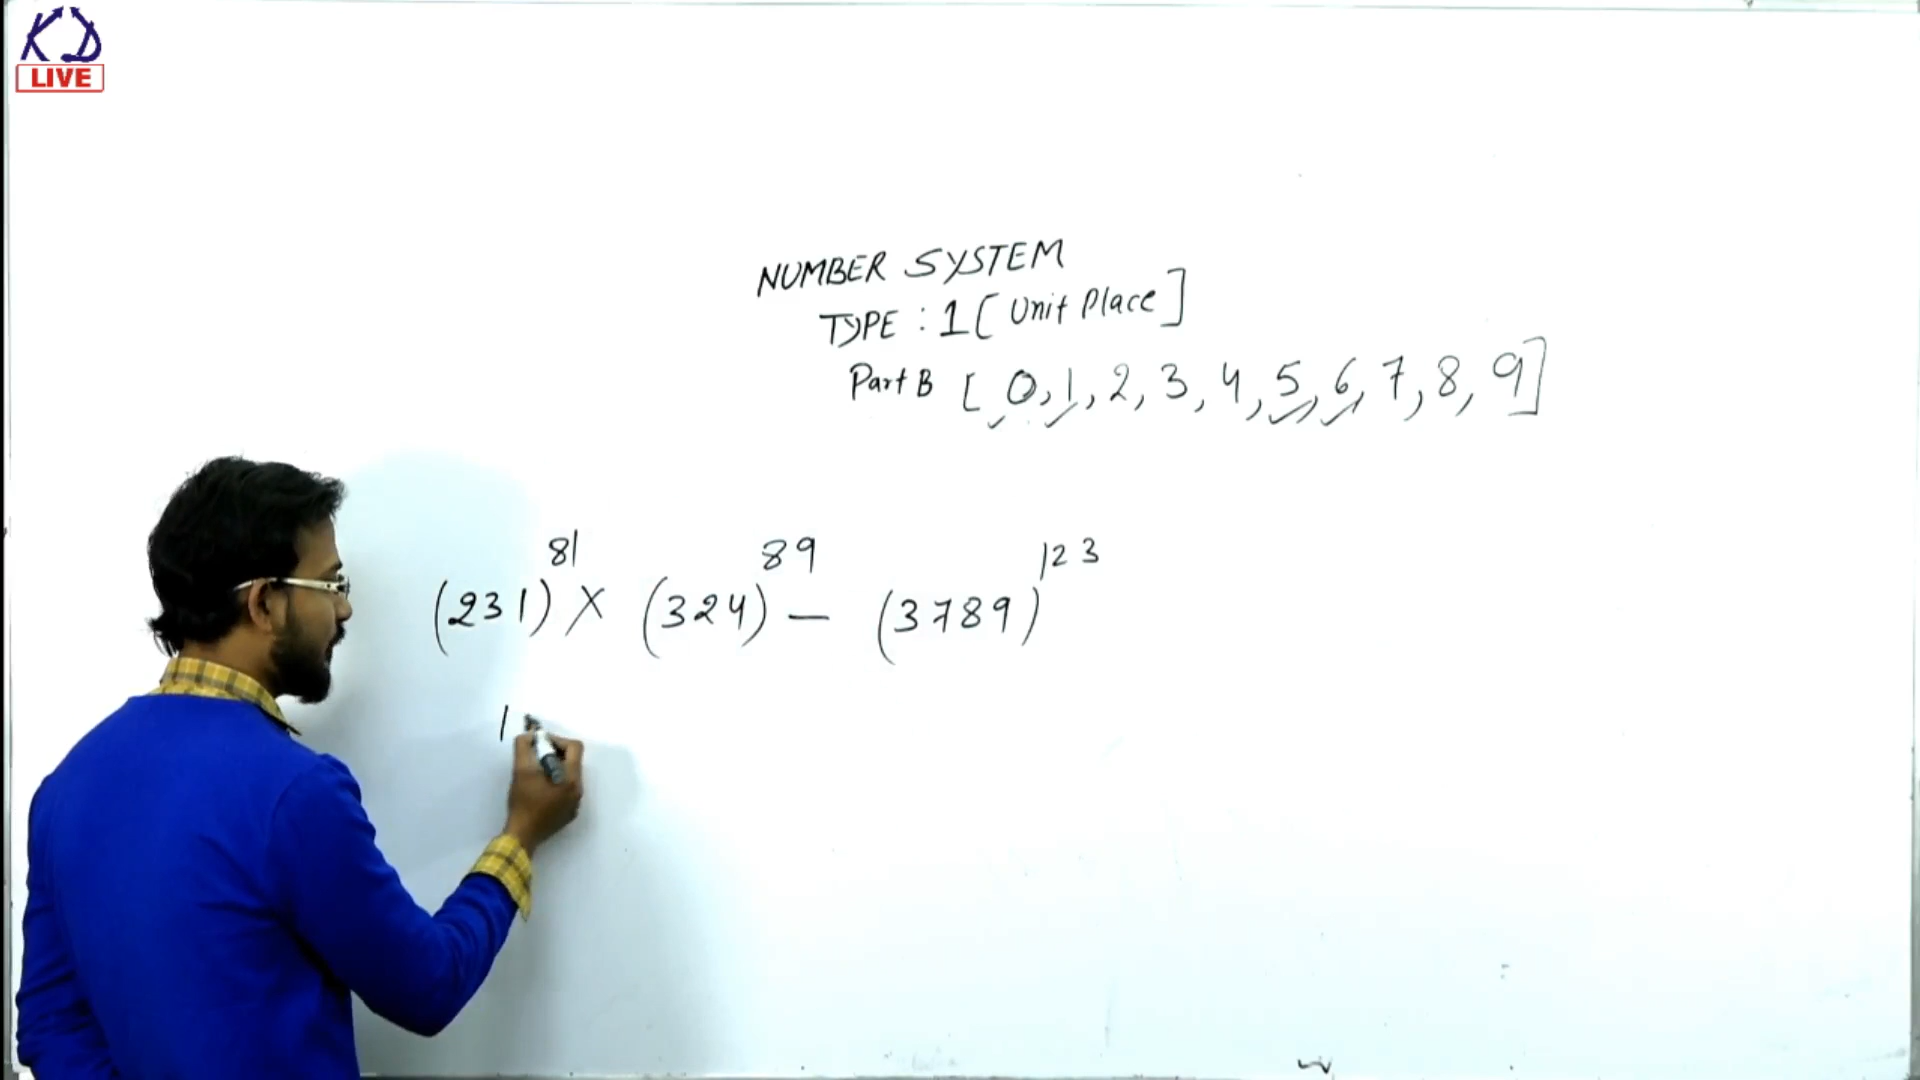 KD
LIVE
NUMBER SYSTEM
TYPE : 1 [ Unit Place ]
Part B [ 0, 1, 2, 3, 4, 5, 6, 7, 8, 9 ]
(231)⁸¹ × (324)⁸⁹ — (3789)¹²³
1